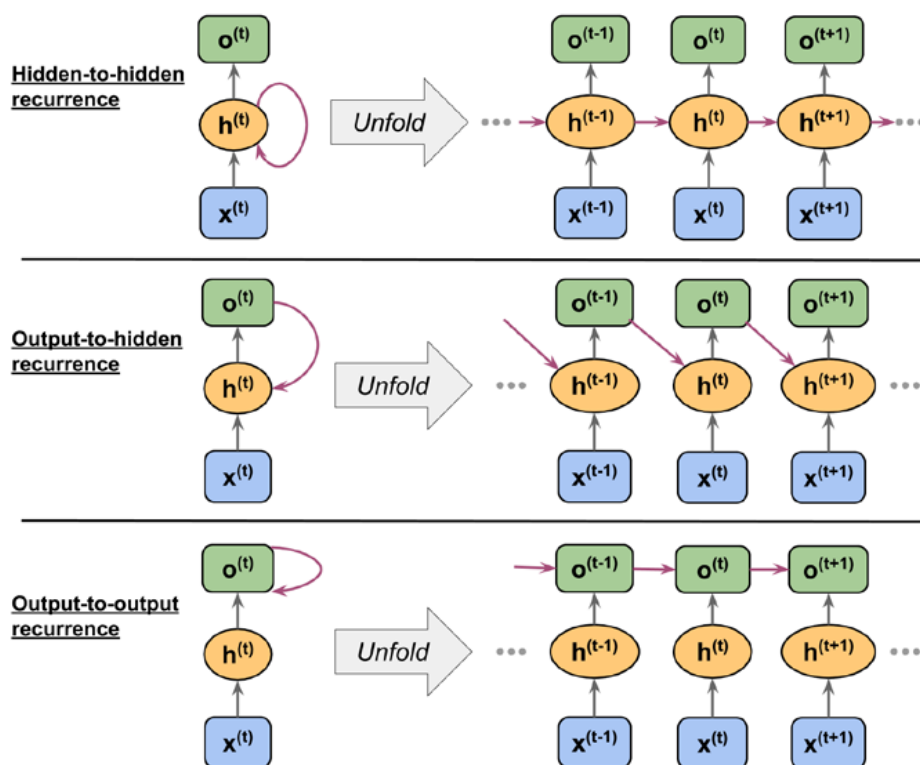 o^(t) o^(t-1) o^(t) o^(t+1)
Hidden-to-hidden
recurrence
h^(t) Unfold ... h^(t-1) h^(t) h^(t+1) ...
x^(t) x^(t-1) x^(t) x^(t+1)
o^(t) o^(t-1) o^(t) o^(t+1)
Output-to-hidden
recurrence
h^(t) Unfold ... h^(t-1) h^(t) h^(t+1) ...
x^(t) x^(t-1) x^(t) x^(t+1)
o^(t) o^(t-1) o^(t) o^(t+1)
Output-to-output
recurrence
h^(t) Unfold ... h^(t-1) h^(t) h^(t+1) ...
x^(t) x^(t-1) x^(t) x^(t+1)